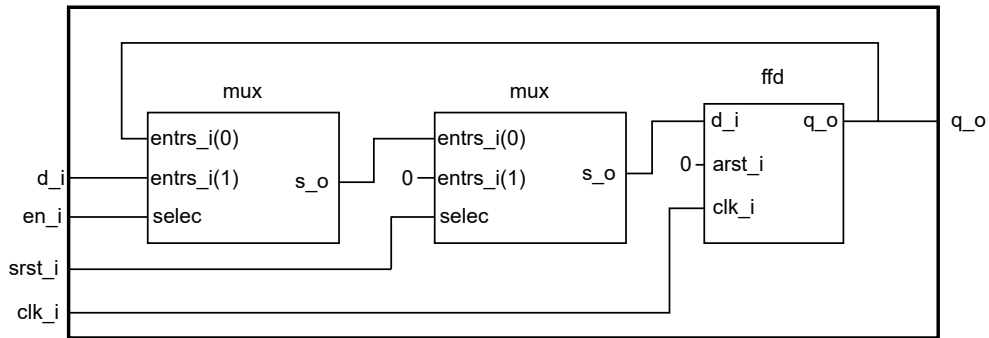 mux
mux
ffd
entrs_i(0)
entrs_i(1)
s_o
selec
entrs_i(0)
0
entrs_i(1)
s_o
selec
d_i
q_o
0
arst_i
clk_i
q_o
d_i
en_i
srst_i
clk_i